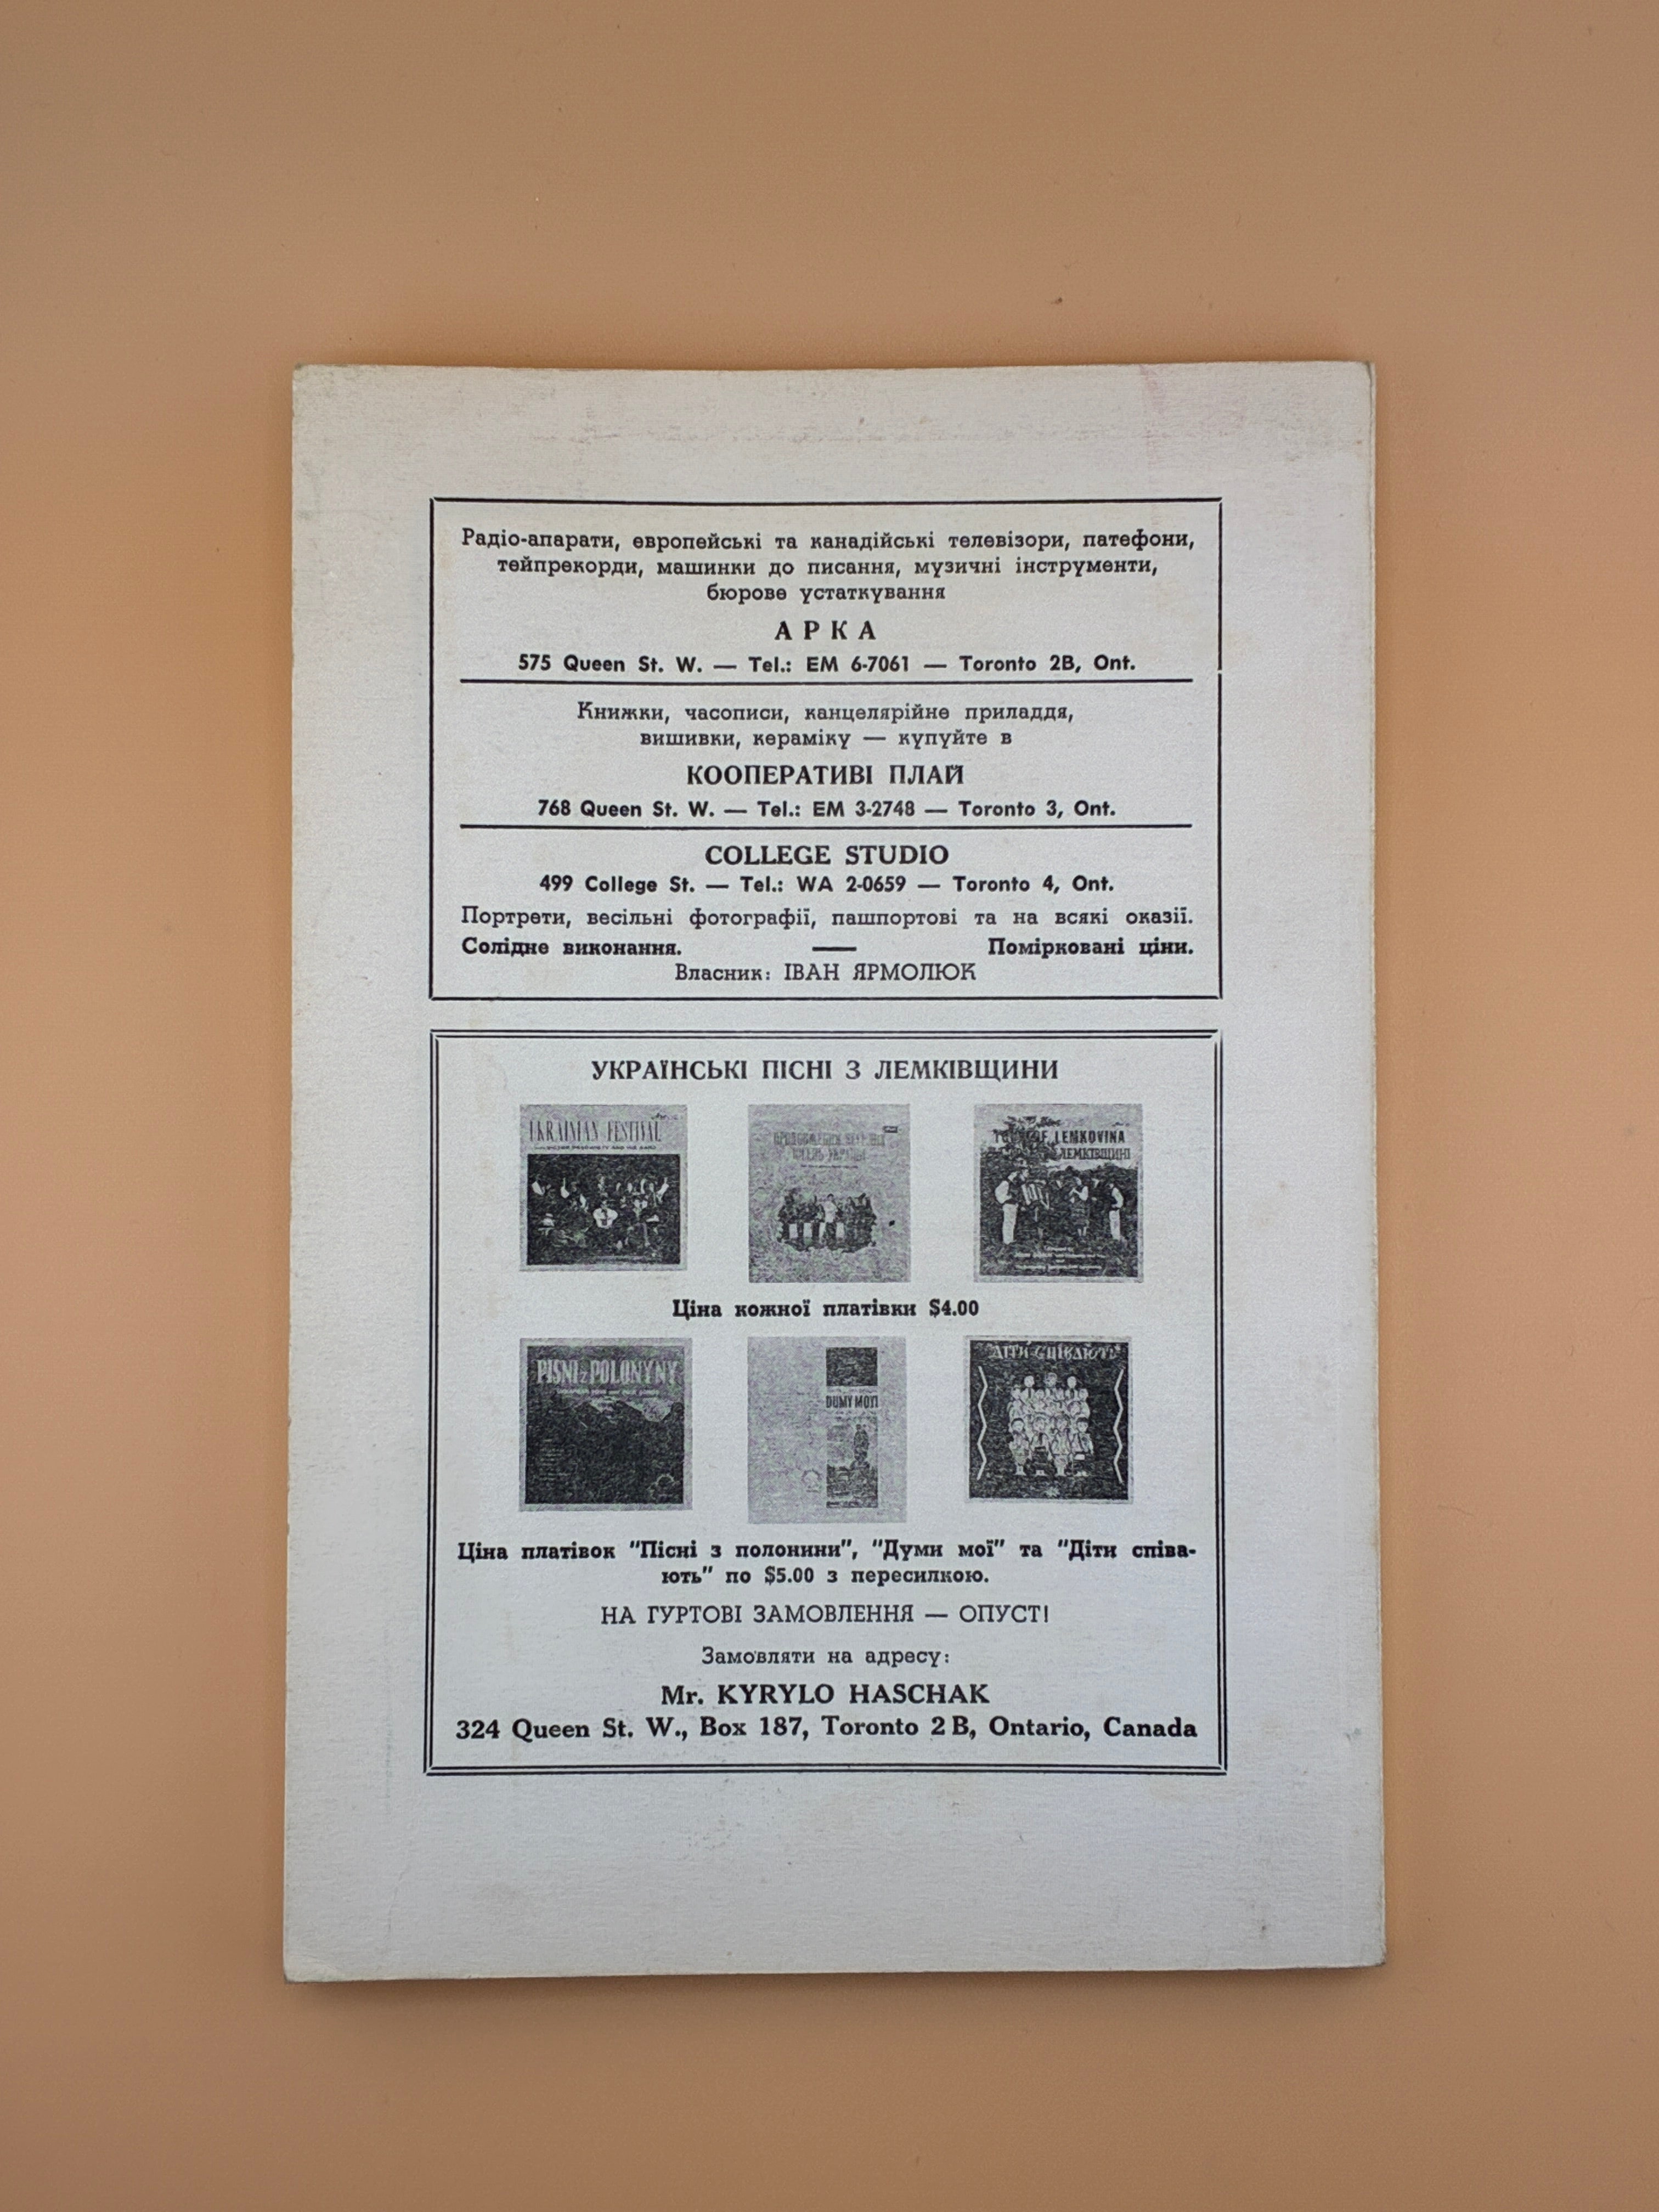 Радіо-апарати, европейські та канадійські телевізори, патефони,
тейпрекорди, машинки до писання, музичні інструменти,
бюрове устаткування
АРКА
575 Queen St. W. — Tel.: EM 6-7061 — Toronto 2B, Ont.
Книжки, часописи, канцелярійне приладдя,
вишивки, кераміку — купуйте в
КООПЕРАТИВІ ПЛАЙ
768 Queen St. W. — Tel.: EM 3-2748 — Toronto 3, Ont.
COLLEGE STUDIO
499 College St. — Tel.: WA 2-0659 — Toronto 4, Ont.
Портрети, весільні фотографії, пашпортові та на всякі оказії.
Солідне виконання. — Помірковані ціни.
Власник: ІВАН ЯРМОЛЮК
УКРАЇНСЬКІ ПІСНІ З ЛЕМКІВЩИНИ
UKRAINIAN FESTIVAL
LEMKOVINA
ЛЕМКІВЩИНІ
Ціна кожної платівки $4.00
PISNI z POLONYNY
DUMY MOYI
ДІТИ СПІВАЮТЬ
Ціна платівок "Пісні з полонини", "Думи мої" та "Діти співа-
ють" по $5.00 з пересилкою.
НА ГУРТОВІ ЗАМОВЛЕННЯ — ОПУСТ!
Замовляти на адресу:
Mr. KYRYLO HASCHAK
324 Queen St. W., Box 187, Toronto 2 B, Ontario, Canada